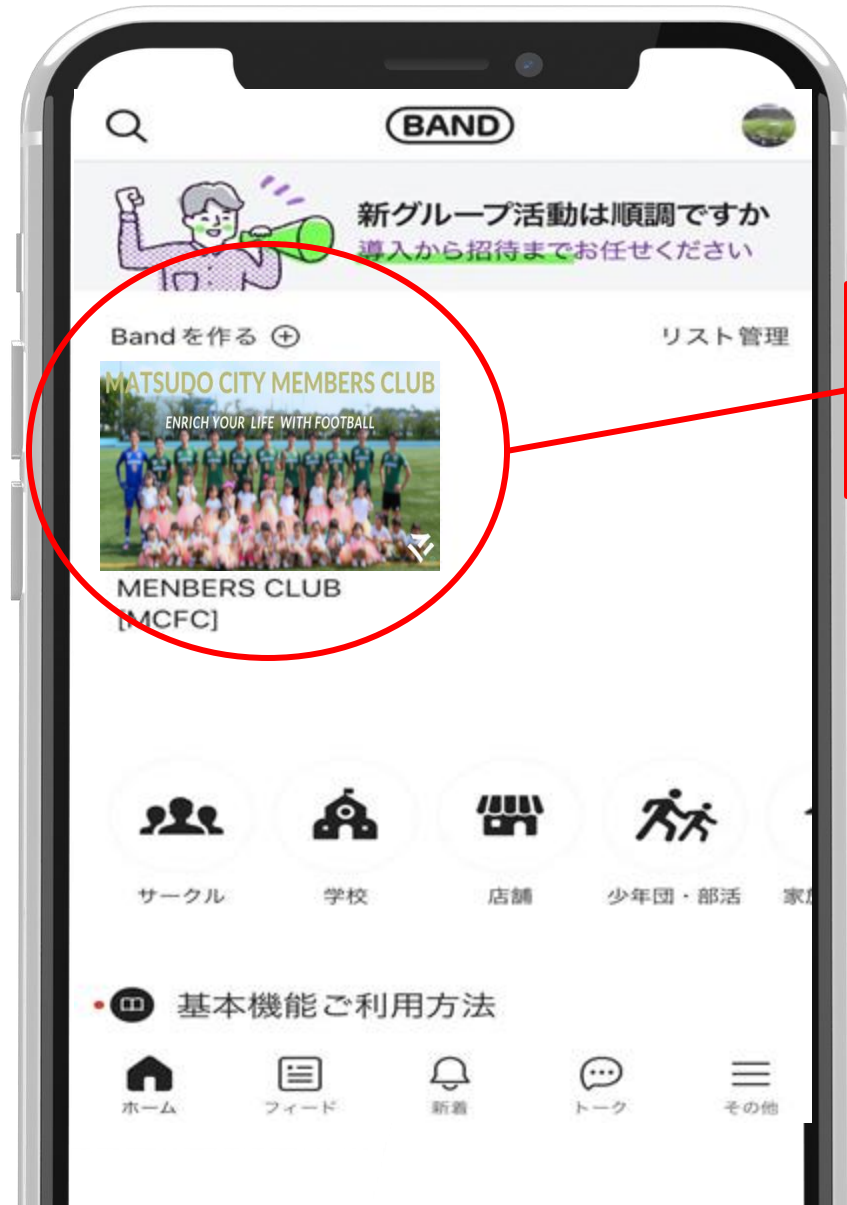 BAND
新グループ活動は順調ですか
導入から招待までお任せください
Bandを作る
リスト管理
MATSUDO CITY MEMBERS CLUB
ENRICH YOUR LIFE WITH FOOTBALL
MENBERS CLUB
[MCFC]
サークル
学校
店舗
少年団・部活
基本機能ご利用方法
ホーム
フィード
新着
トーク
その他